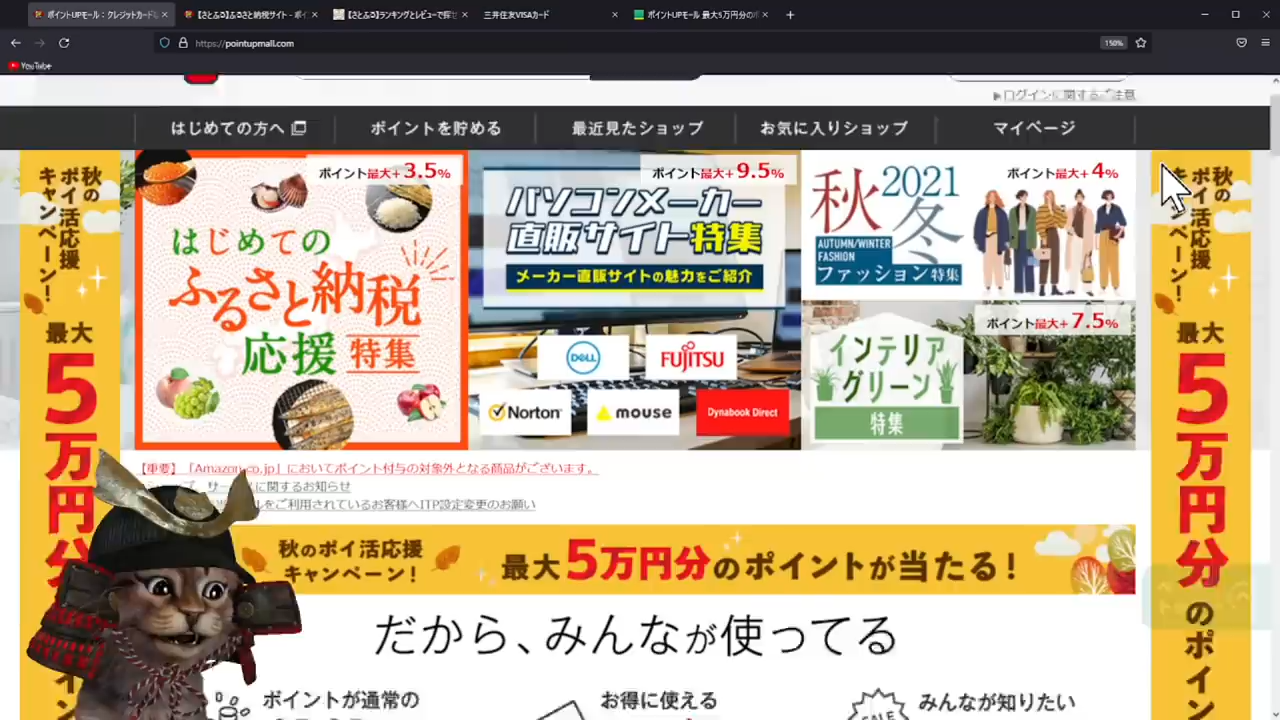 ポイントUPモール：クレジットカード
【さとふる】ふるさと納税サイト - ポイ
【さとふる】ランキングとレビューで探せ
三井住友VISAカード
ポイントUPモール 最大5万円分の
https://pointupmall.com
150%
YouTube
▶ログインに関するご注意
はじめての方へ
ポイントを貯める
最近見たショップ
お気に入りショップ
マイページ
秋の
ポイ活応援
キャンペーン！
最大
5
万
円
分
ポイント最大+3.5%
はじめての
ふるさと納税
応援 特集
ポイント最大+9.5%
パソコンメーカー
直販サイト特集
メーカー直販サイトの魅力をご紹介
DELL
FUJITSU
Norton
mouse
Dynabook Direct
ポイント最大+4%
秋冬 2021
AUTUMN/WINTER
FASHION
ファッション特集
ポイント最大+7.5%
インテリア
グリーン
特集
秋の
ポイ活応援
キャンペーン！
最大
5
万
円
分
の
ポ
イ
ン
【重要】「Amazon.co.jp」においてポイント付与の対象外となる商品がございます。
サービスに関するお知らせ
をご利用されているお客様へITP設定変更のお願い
秋のポイ活応援
キャンペーン！
最大5万円分のポイントが当たる！
だから、みんなが使ってる
ポイントが通常の
お得に使える
みんなが知りたい
SALE